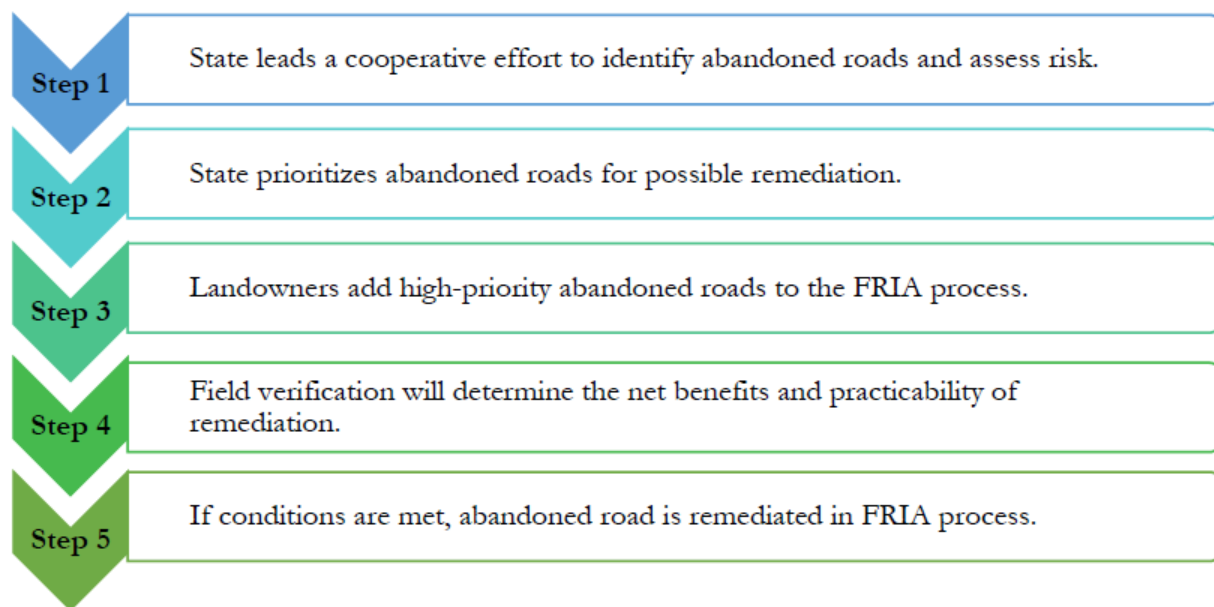 Step 1
State leads a cooperative effort to identify abandoned roads and assess risk.
Step 2
State prioritizes abandoned roads for possible remediation.
Step 3
Landowners add high-priority abandoned roads to the FRIA process.
Step 4
Field verification will determine the net benefits and practicability of
remediation.
Step 5
If conditions are met, abandoned road is remediated in FRIA process.